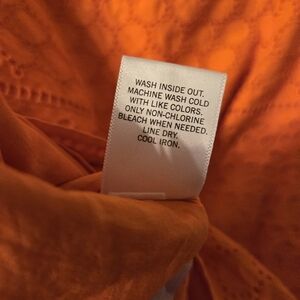 WASH INSIDE OUT.
MACHINE WASH COLD
WITH LIKE COLORS.
ONLY NON-CHLORINE
BLEACH WHEN NEEDED.
LINE DRY.
COOL IRON.